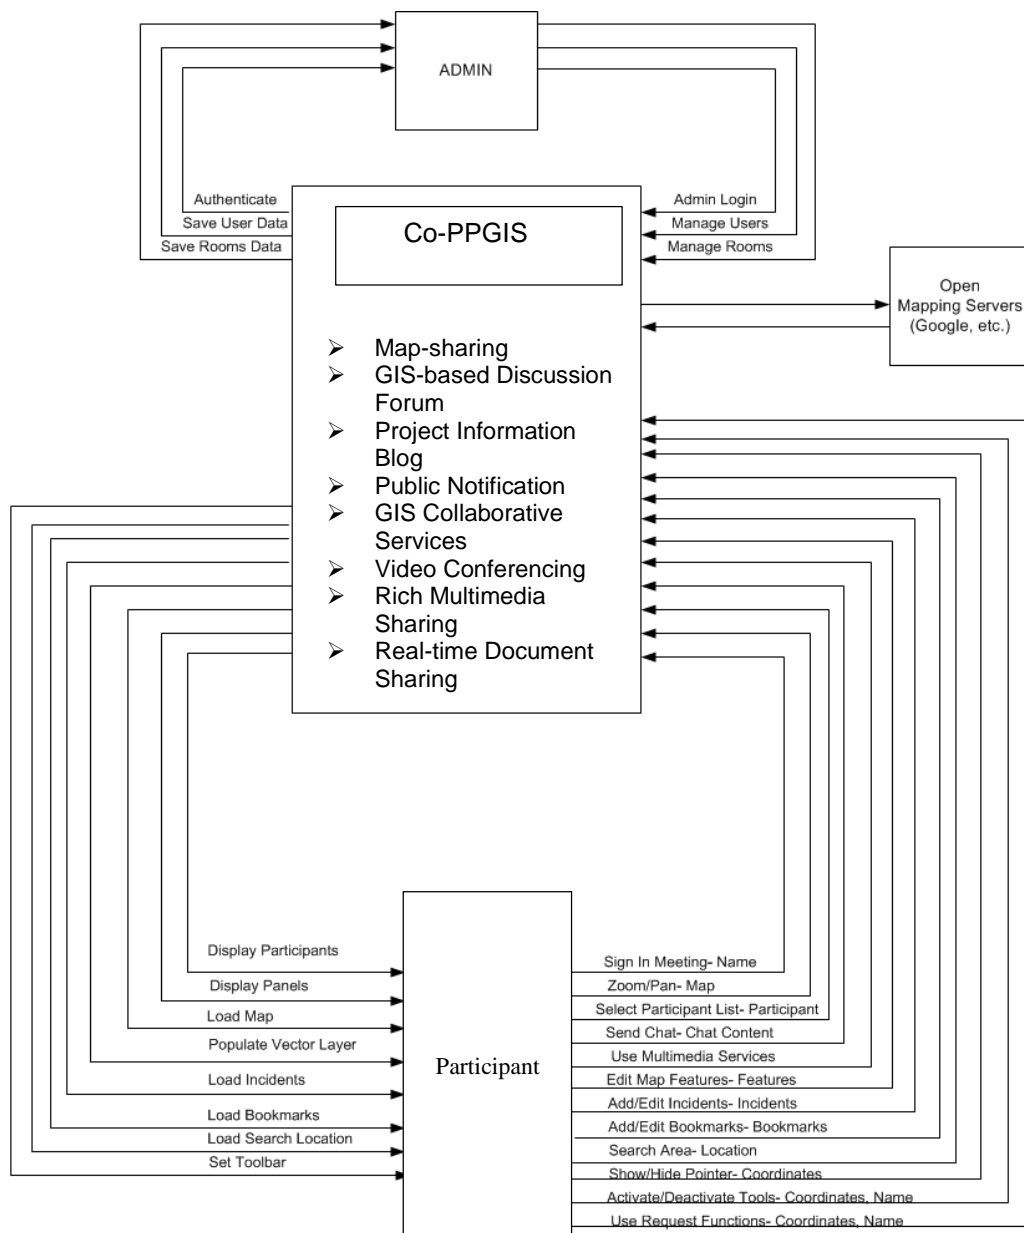 ADMIN
Authenticate
Save User Data
Save Rooms Data
Admin Login
Manage Users
Manage Rooms
Co-PPGIS
Open
Mapping Servers
(Google, etc.)
➢ Map-sharing
➢ GIS-based Discussion
Forum
➢ Project Information
Blog
➢ Public Notification
➢ GIS Collaborative
Services
➢ Video Conferencing
➢ Rich Multimedia
Sharing
➢ Real-time Document
Sharing
Display Participants
Display Panels
Load Map
Populate Vector Layer
Load Incidents
Load Bookmarks
Load Search Location
Set Toolbar
Participant
Sign In Meeting- Name
Zoom/Pan- Map
Select Participant List- Participant
Send Chat- Chat Content
Use Multimedia Services
Edit Map Features- Features
Add/Edit Incidents- Incidents
Add/Edit Bookmarks- Bookmarks
Search Area- Location
Show/Hide Pointer- Coordinates
Activate/Deactivate Tools- Coordinates, Name
Use Request Functions- Coordinates, Name